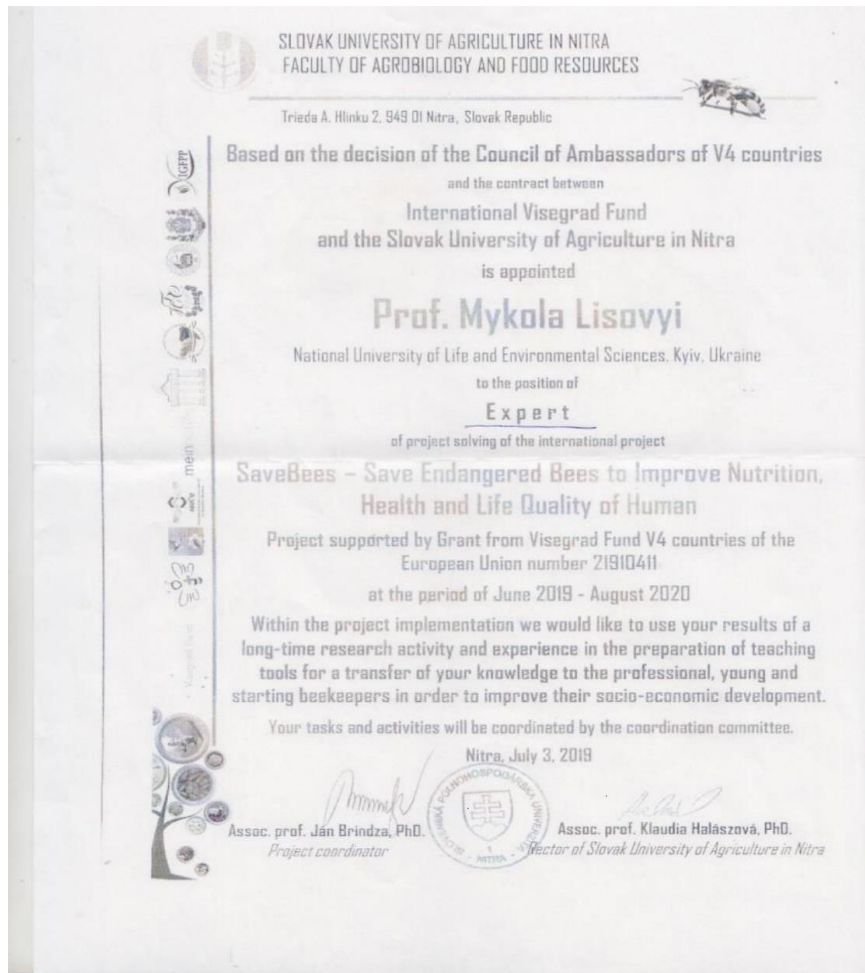 SLOVAK UNIVERSITY OF AGRICULTURE IN NITRA
FACULTY OF AGROBIOLOGY AND FOOD RESOURCES
Trieda A. Hlinku 2, 949 01 Nitra, Slovak Republic
Based on the decision of the Council of Ambassadors of V4 countries
and the contract between
International Visegrad Fund
and the Slovak University of Agriculture in Nitra
is appointed
Prof. Mykola Lisovyi
National University of Life and Environmental Sciences, Kyiv, Ukraine
to the position of
Expert
of project solving of the international project
SaveBees – Save Endangered Bees to Improve Nutrition,
Health and Life Quality of Human
Project supported by Grant from Visegrad Fund V4 countries of the
European Union number 21910411
at the period of June 2019 - August 2020
Within the project implementation we would like to use your results of a
long-time research activity and experience in the preparation of teaching
tools for a transfer of your knowledge to the professional, young and
starting beekeepers in order to improve their socio-economic development.
Your tasks and activities will be coordinated by the coordination committee.
Nitra, July 3, 2019
Assoc. prof. Ján Brindza, PhD.
Project coordinator
SLOVENSKÁ POĽNOHOSPODÁRSKA UNIVERZITA
1
NITRA
Assoc. prof. Klaudia Halászová, PhD.
Rector of Slovak University of Agriculture in Nitra
IGFPP
Visegrad Fund